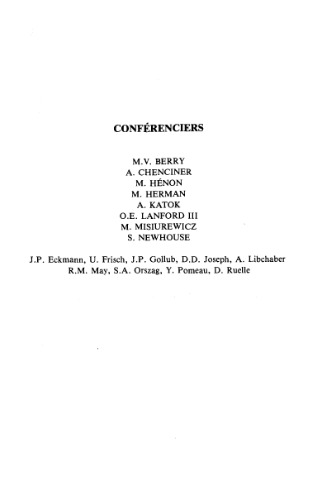 CONFÉRENCIERS
M.V. BERRY
A. CHENCINER
M. HÉNON
M. HERMAN
A. KATOK
O.E. LANFORD III
M. MISIUREWICZ
S. NEWHOUSE
J.P. Eckmann, U. Frisch, J.P. Gollub, D.D. Joseph, A. Libchaber
R.M. May, S.A. Orszag, Y. Pomeau, D. Ruelle